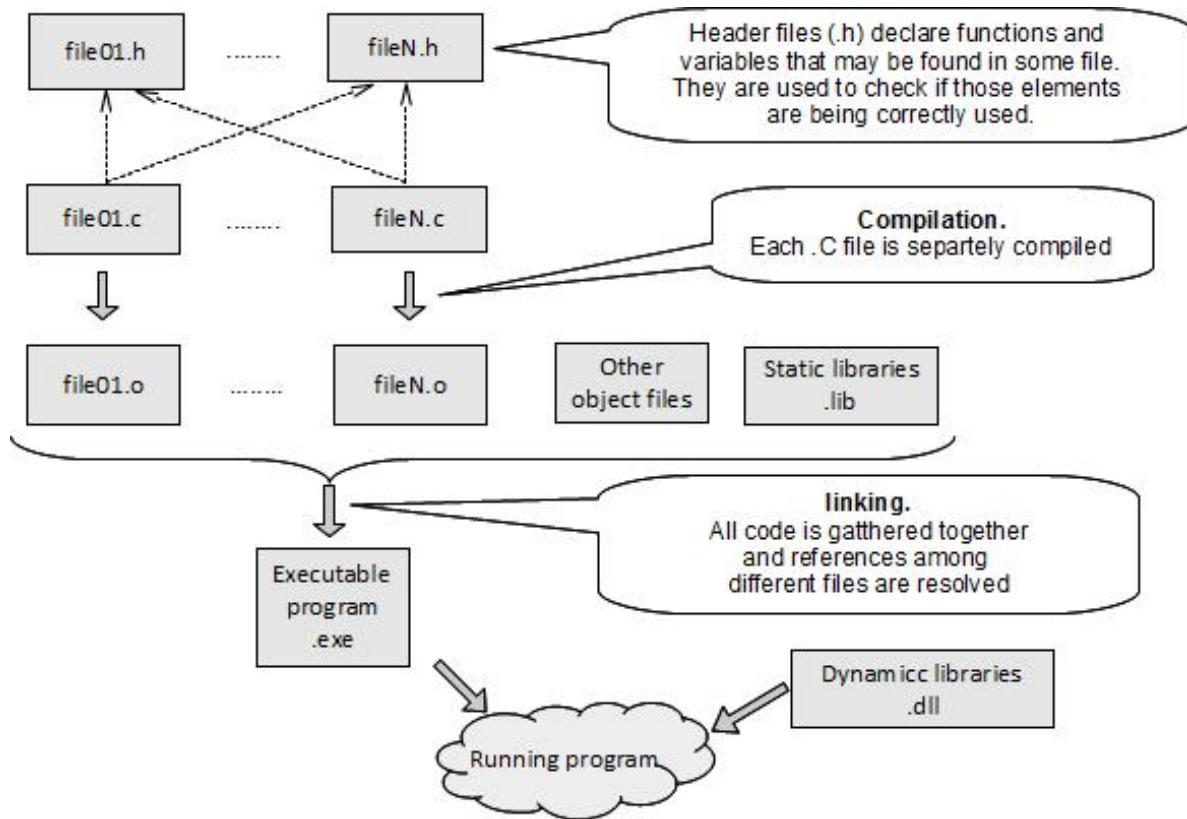 file01.h
........
fileN.h
Header files (.h) declare functions and
variables that may be found in some file.
They are used to check if those elements
are being correctly used.
file01.c
........
fileN.c
Compilation.
Each .C file is separtely compiled
file01.o
........
fileN.o
Other
object files
Static libraries
.lib
linking.
All code is gatthered together
and references among
different files are resolved
Executable
program
.exe
Dynamicc libraries
.dll
Running program